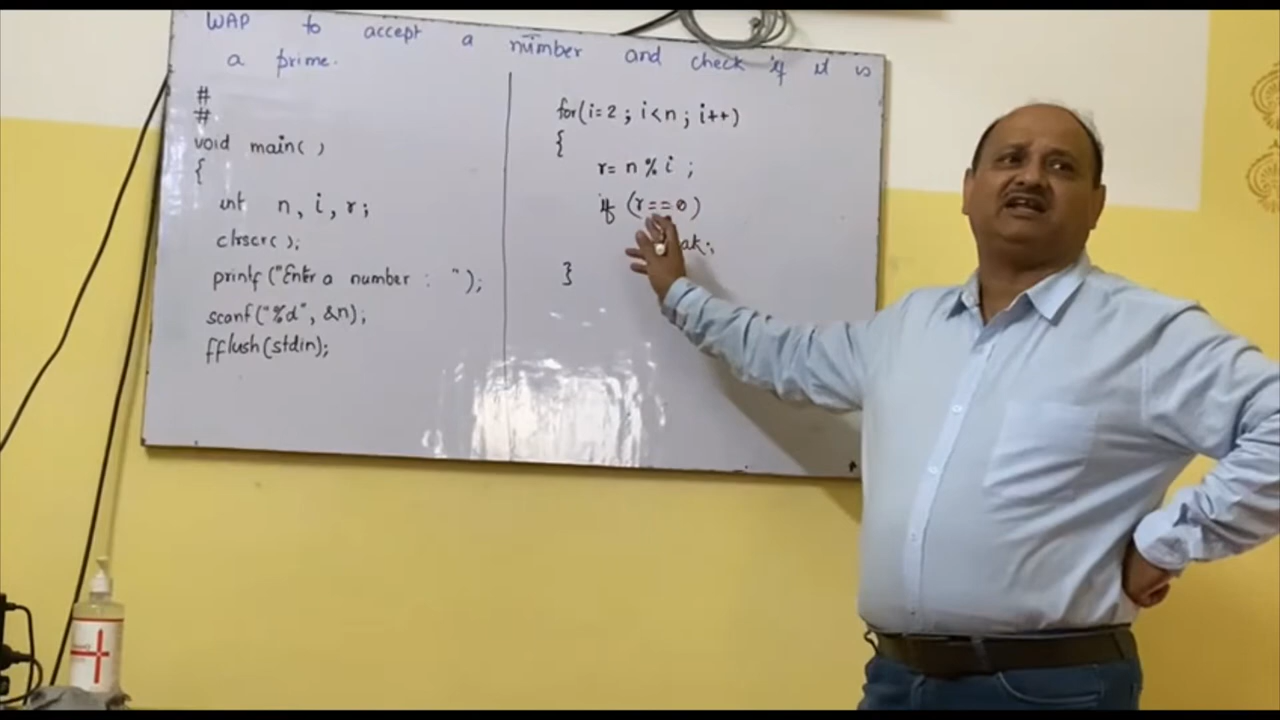 WAP to accept a number and check if it is
a prime.
#
#
void main( )
{
int n, i, r;
clrscr( );
printf ("Enter a number : ");
scanf("%d", &n);
fflush(stdin);
for(i=2 ; i<n ; i++)
{
r= n % i ;
if (r==0)
ak;
}